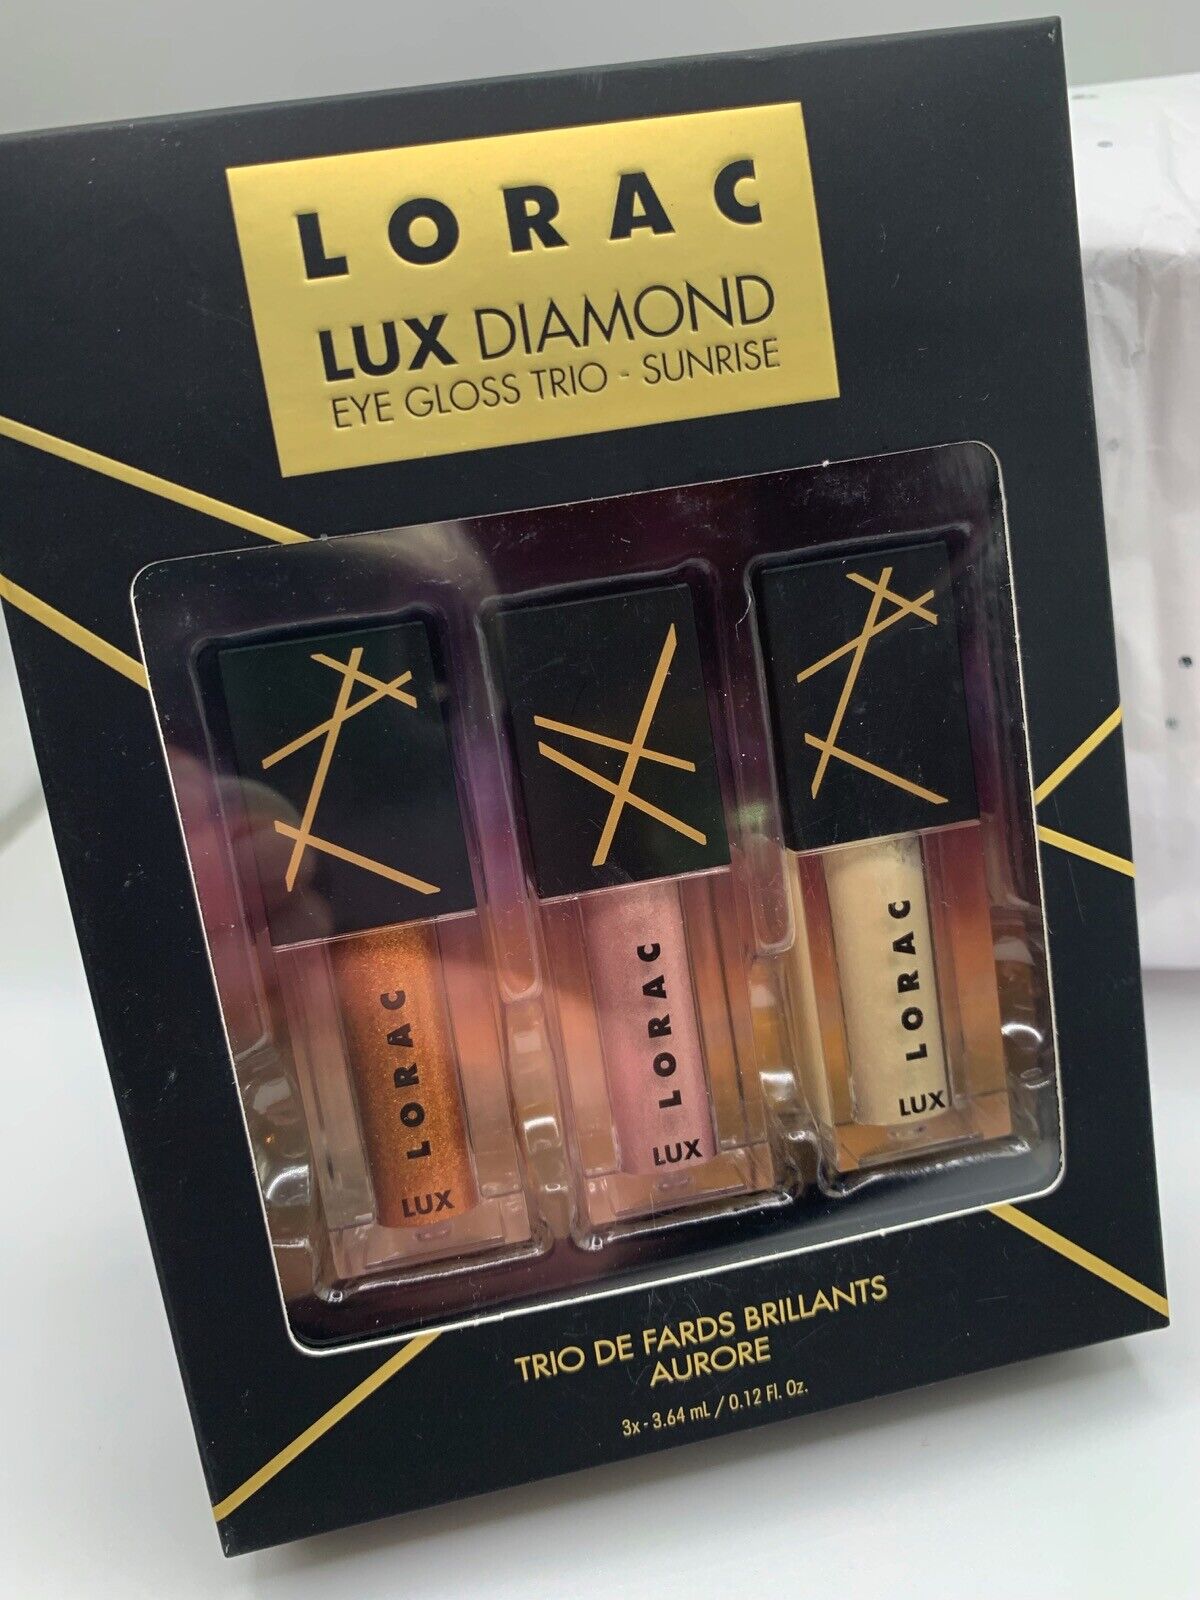 LORAC
LUX DIAMOND
EYE GLOSS TRIO - SUNRISE
LORAC
LUX
LORAC
LUX
LORAC
LUX
TRIO DE FARDS BRILLANTS
AURORE
3x - 3.64 mL / 0.12 Fl. Oz.